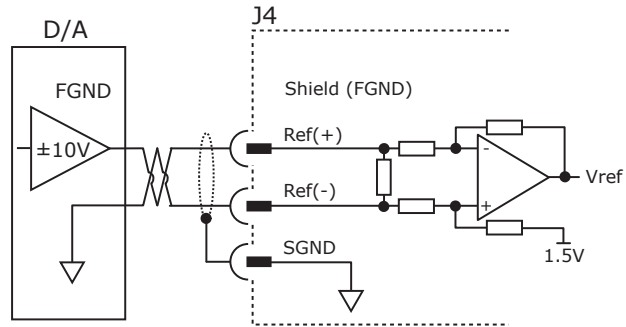 J4
D/A
FGND
±10V
Shield (FGND)
Ref(+)
Ref(-)
SGND
-
+
Vref
1.5V